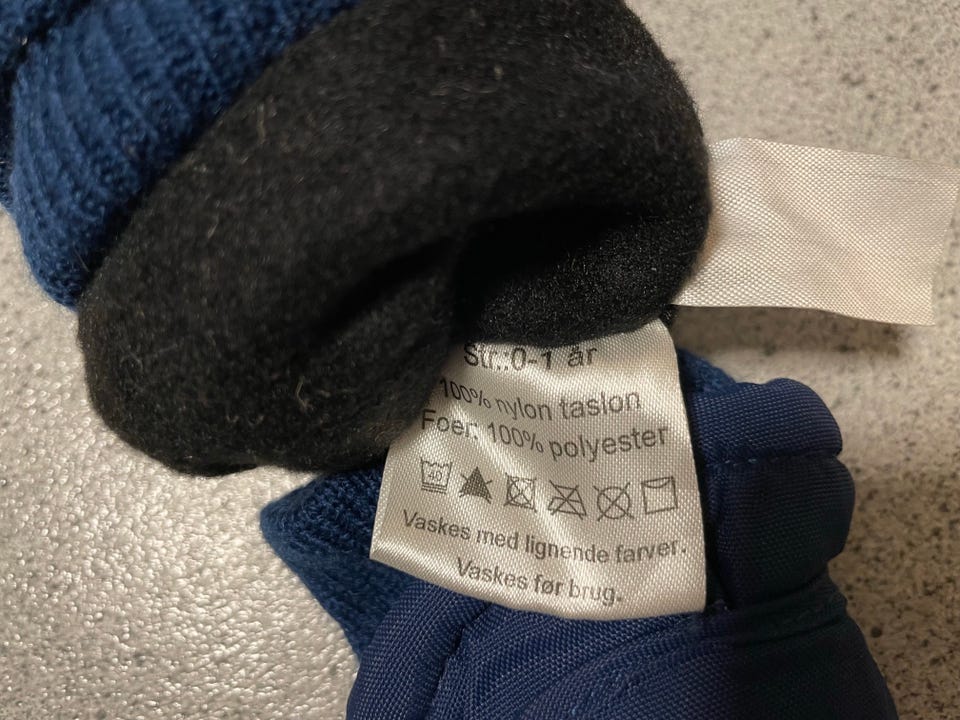 Str.:0-1 år
100% nylon taslon
Foer: 100% polyester
Vaskes med lignende farver.
Vaskes før brug.